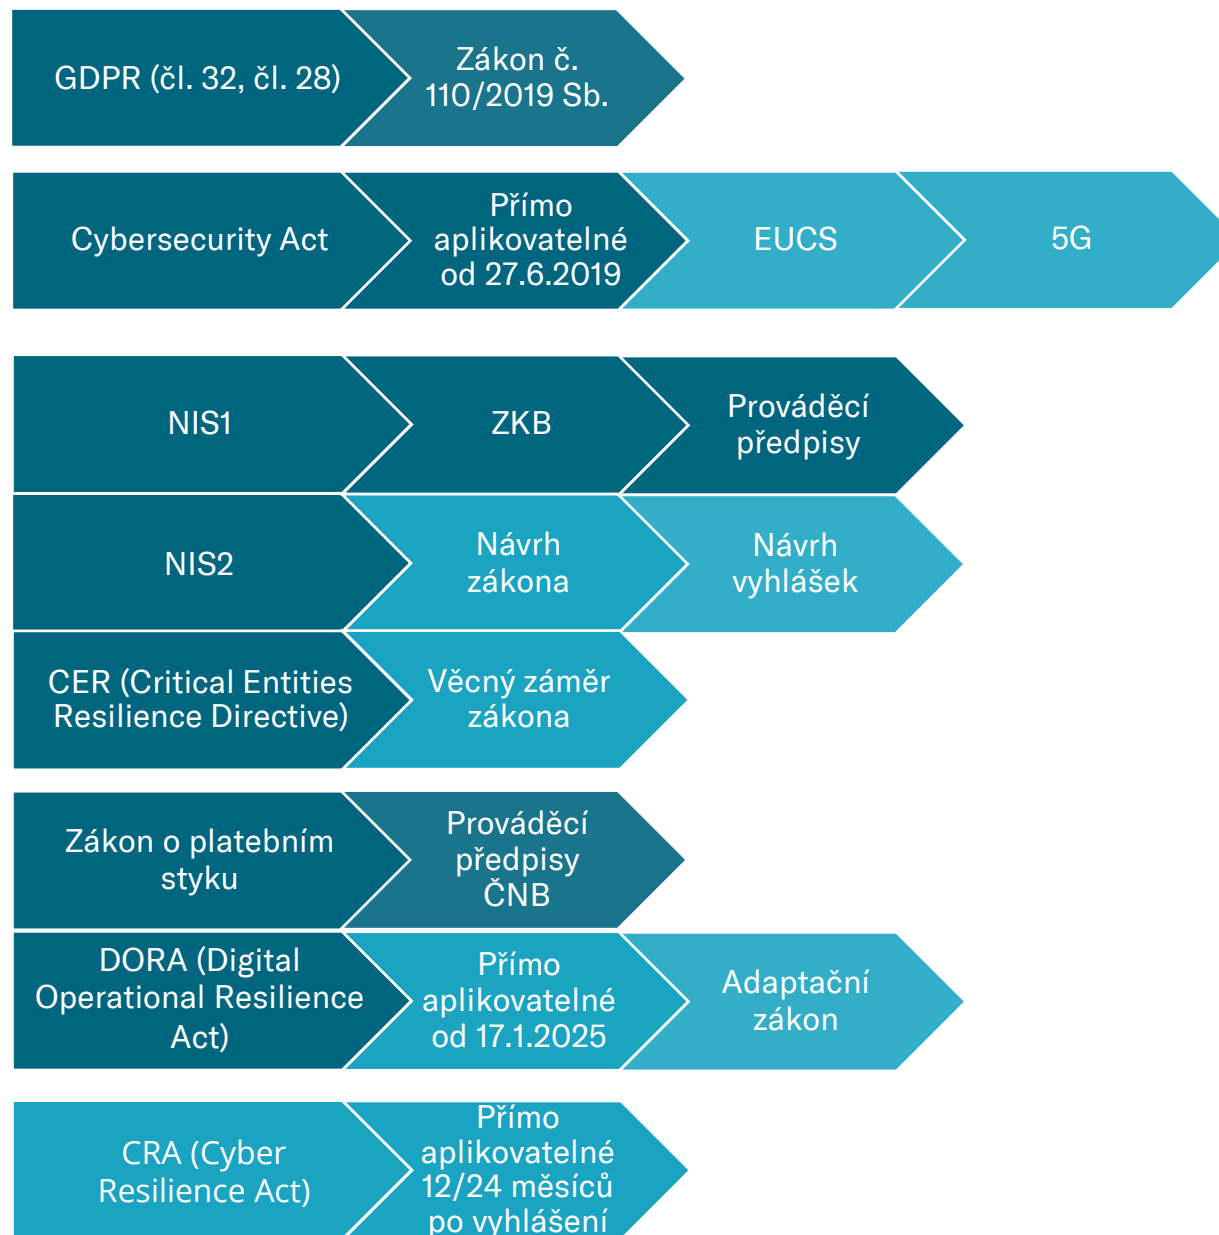 GDPR (čl. 32, čl. 28)
Zákon č.
110/2019 Sb.
Cybersecurity Act
Přímo
aplikovatelné
od 27.6.2019
EUCS
5G
NIS1
ZKB
Prováděcí
předpisy
NIS2
Návrh
zákona
Návrh
vyhlášek
CER (Critical Entities
Resilience Directive)
Věcný záměr
zákona
Zákon o platebním
styku
Prováděcí
předpisy
ČNB
DORA (Digital
Operational Resilience
Act)
Přímo
aplikovatelné
od 17.1.2025
Adaptační
zákon
CRA (Cyber
Resilience Act)
Přímo
aplikovatelné
12/24 měsíců
po vyhlášení